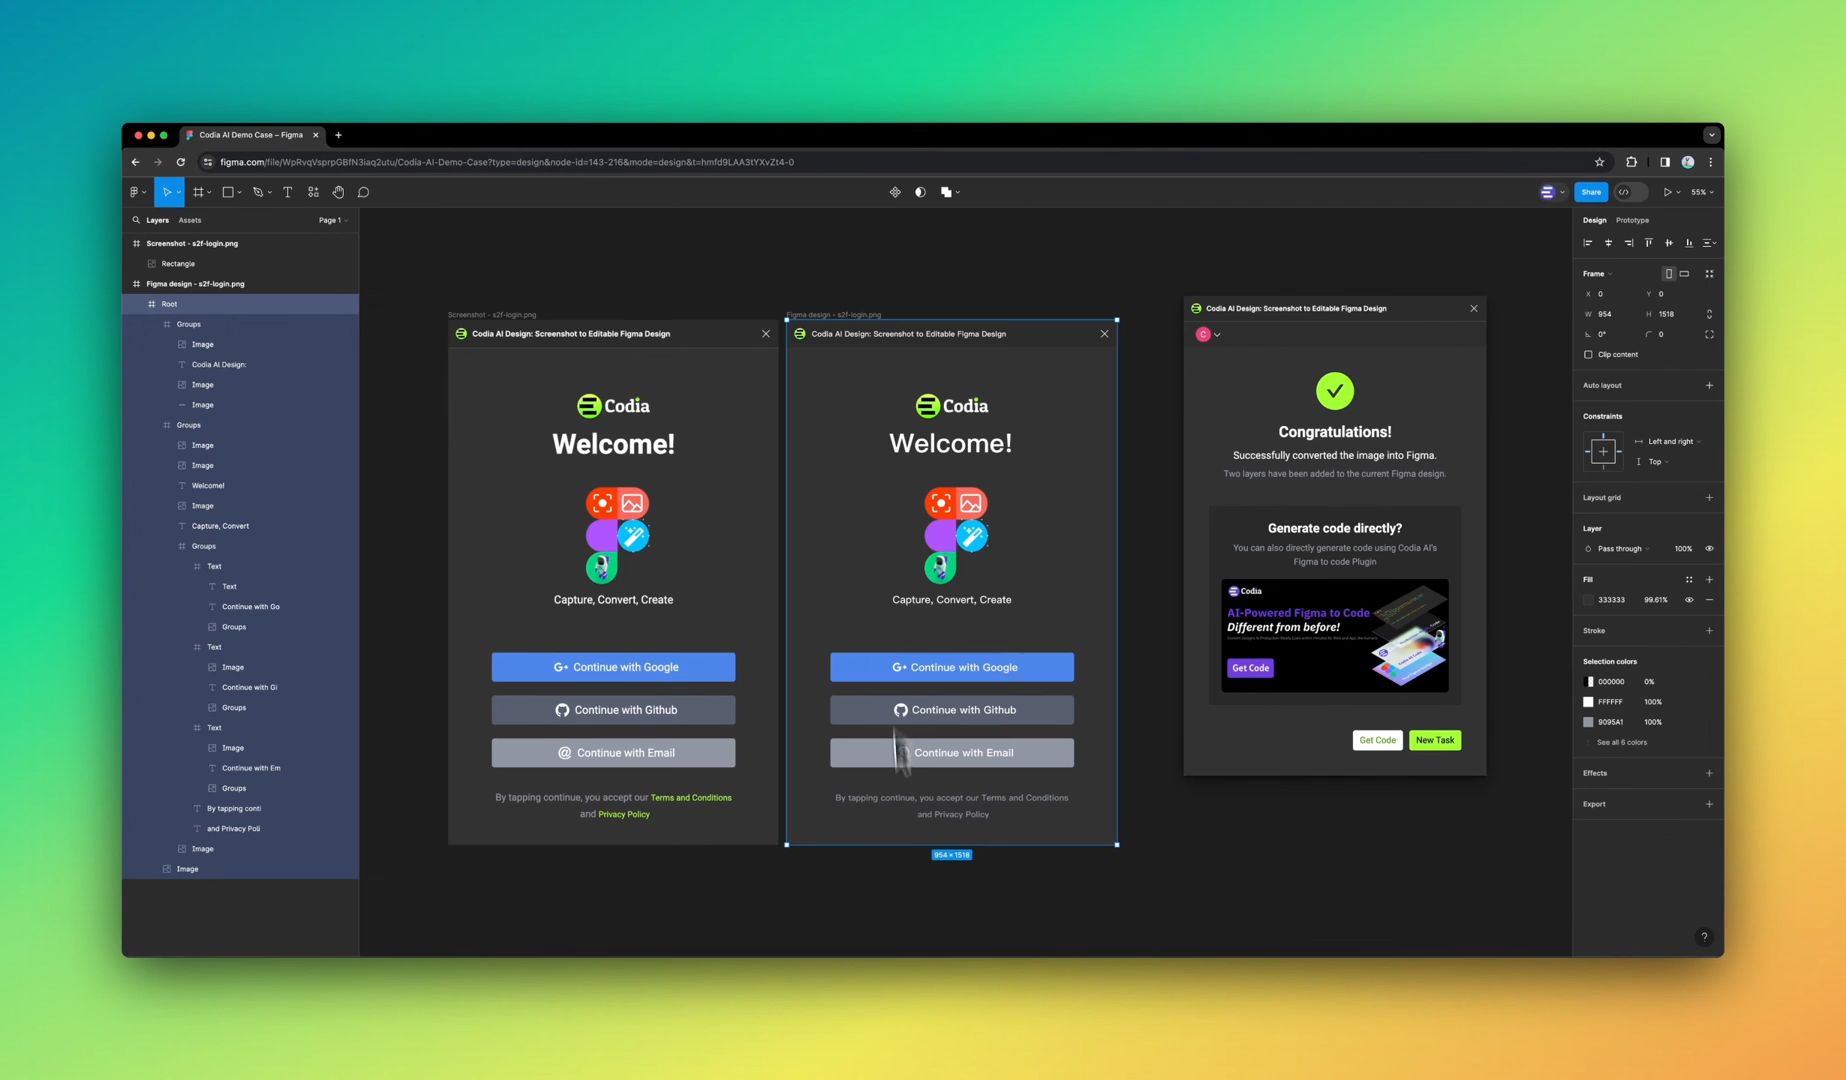 Codia AI Demo Case – Figma
figma.com/file/WpRvqVsprpGBfN3iaq2utu/Codia-AI-Demo-Case?type=design&node-id=143-216&mode=design&t=hmfd9LAA3tYXvZt4-0
Share
55%
Layers
Assets
Page 1
Screenshot - s2f-login.png
Rectangle
Figma design - s2f-login.png
Root
Groups
Image
Codia AI Design:
Image
Image
Groups
Image
Image
Welcome!
Image
Capture, Convert
Groups
Text
Text
Continue with Go
Groups
Text
Image
Continue with Gi
Groups
Text
Image
Continue with Em
Groups
By tapping conti
and Privacy Poli
Image
Image
Screenshot - s2f-login.png
Codia AI Design: Screenshot to Editable Figma Design
Codia
Welcome!
Capture, Convert, Create
G+ Continue with Google
Continue with Github
@ Continue with Email
By tapping continue, you accept our Terms and Conditions
and Privacy Policy
Figma design - s2f-login.png
Codia AI Design: Screenshot to Editable Figma Design
Codia
Welcome!
Capture, Convert, Create
G+ Continue with Google
Continue with Github
Continue with Email
By tapping continue, you accept our Terms and Conditions
and Privacy Policy
954 × 1518
Codia AI Design: Screenshot to Editable Figma Design
C
Congratulations!
Successfully converted the image into Figma.
Two layers have been added to the current Figma design.
Generate code directly?
You can also directly generate code using Codia AI's
Figma to code Plugin
Codia
AI-Powered Figma to Code
Different from before!
Get Code
Get Code
New Task
Design
Prototype
Frame
X 0
Y 0
W 954
H 1518
0°
0
Clip content
Auto layout
Constraints
Left and right
Top
Layout grid
Layer
Pass through
100%
Fill
333333
99.61%
Stroke
Selection colors
000000
0%
FFFFFF
100%
9095A1
100%
See all 6 colors
Effects
Export
?